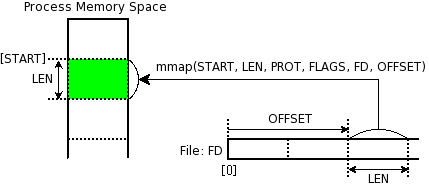 Process Memory Space
[START]
LEN
mmap(START, LEN, PROT, FLAGS, FD, OFFSET)
OFFSET
File: FD
[0]
LEN